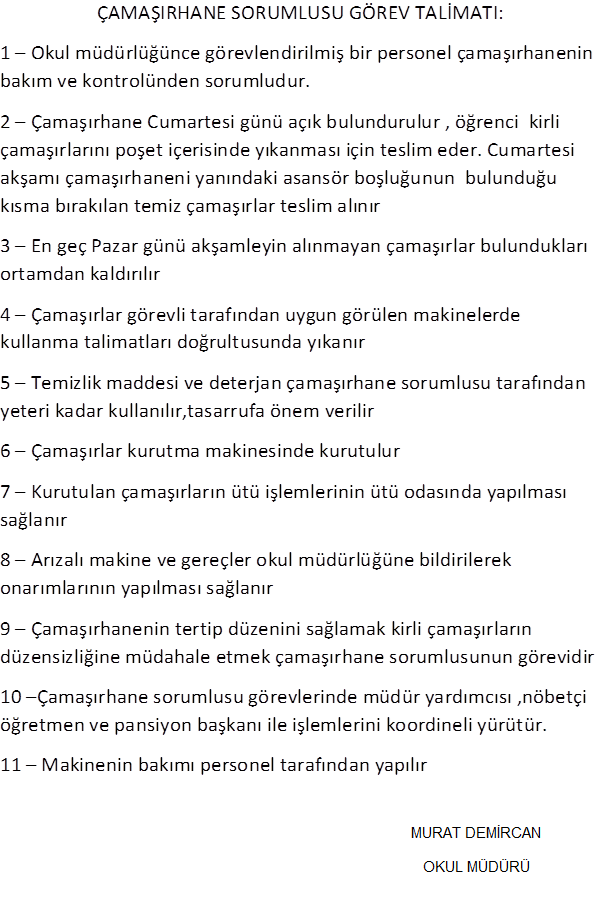 ÇAMAŞIRHANE SORUMLUSU GÖREV TALİMATI:
1 – Okul müdürlüğünce görevlendirilmiş bir personel çamaşırhanenin
bakım ve kontrolünden sorumludur.
2 – Çamaşırhane Cumartesi günü açık bulundurulur , öğrenci  kirli
çamaşırlarını poşet içerisinde yıkanması için teslim eder. Cumartesi
akşamı çamaşırhaneni yanındaki asansör boşluğunun  bulunduğu
kısma bırakılan temiz çamaşırlar teslim alınır
3 – En geç Pazar günü akşamleyin alınmayan çamaşırlar bulundukları
ortamdan kaldırılır
4 – Çamaşırlar görevli tarafından uygun görülen makinelerde
kullanma talimatları doğrultusunda yıkanır
5 – Temizlik maddesi ve deterjan çamaşırhane sorumlusu tarafından
yeteri kadar kullanılır,tasarrufa önem verilir
6 – Çamaşırlar kurutma makinesinde kurutulur
7 – Kurutulan çamaşırların ütü işlemlerinin ütü odasında yapılması
sağlanır
8 – Arızalı makine ve gereçler okul müdürlüğüne bildirilerek
onarımlarının yapılması sağlanır
9 – Çamaşırhanenin tertip düzenini sağlamak kirli çamaşırların
düzensizliğine müdahale etmek çamaşırhane sorumlusunun görevidir
10 –Çamaşırhane sorumlusu görevlerinde müdür yardımcısı ,nöbetçi
öğretmen ve pansiyon başkanı ile işlemlerini koordineli yürütür.
11 – Makinenin bakımı personel tarafından yapılır
MURAT DEMİRCAN
OKUL MÜDÜRÜ